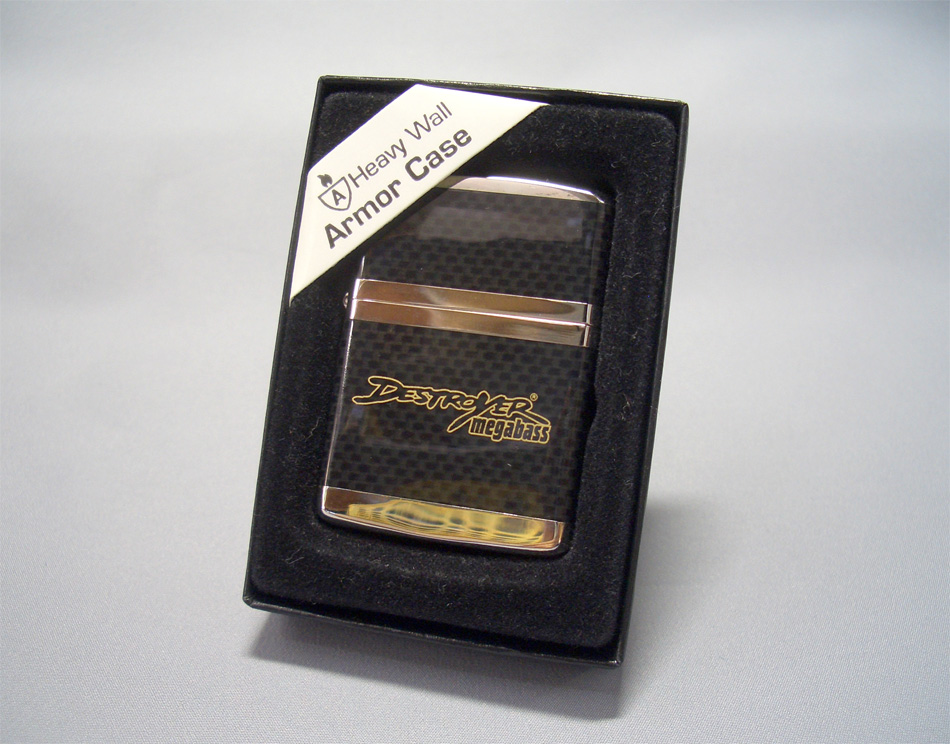 A Heavy Wall
Armor Case
DESTROYER®
megabass